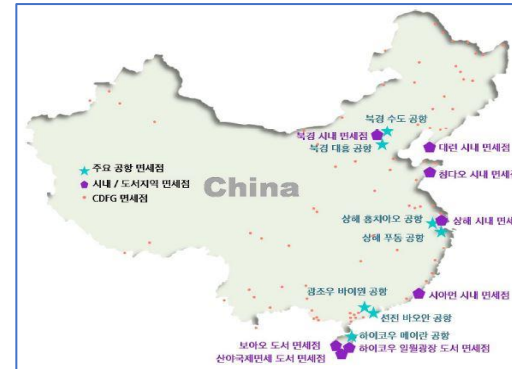 북경 수도 공항
북경 시내 면세점
북경 대흥 공항
대련 시내 면세점
칭다오 시내 면세
주요 공항 면세점
시내 / 도서지역 면세점
CDFG 면세점
China
상해 홍차이오 공항
상해 시내 면세
상해 푸동 공항
샤아먼 시내 면세
광조우 바이윈 공항
선전 바오안 공항
하이코우 메이란 공항
보아오 도서 면세점
하이코우 일월광장 도서 면세점
산야국제면세 도서 면세점